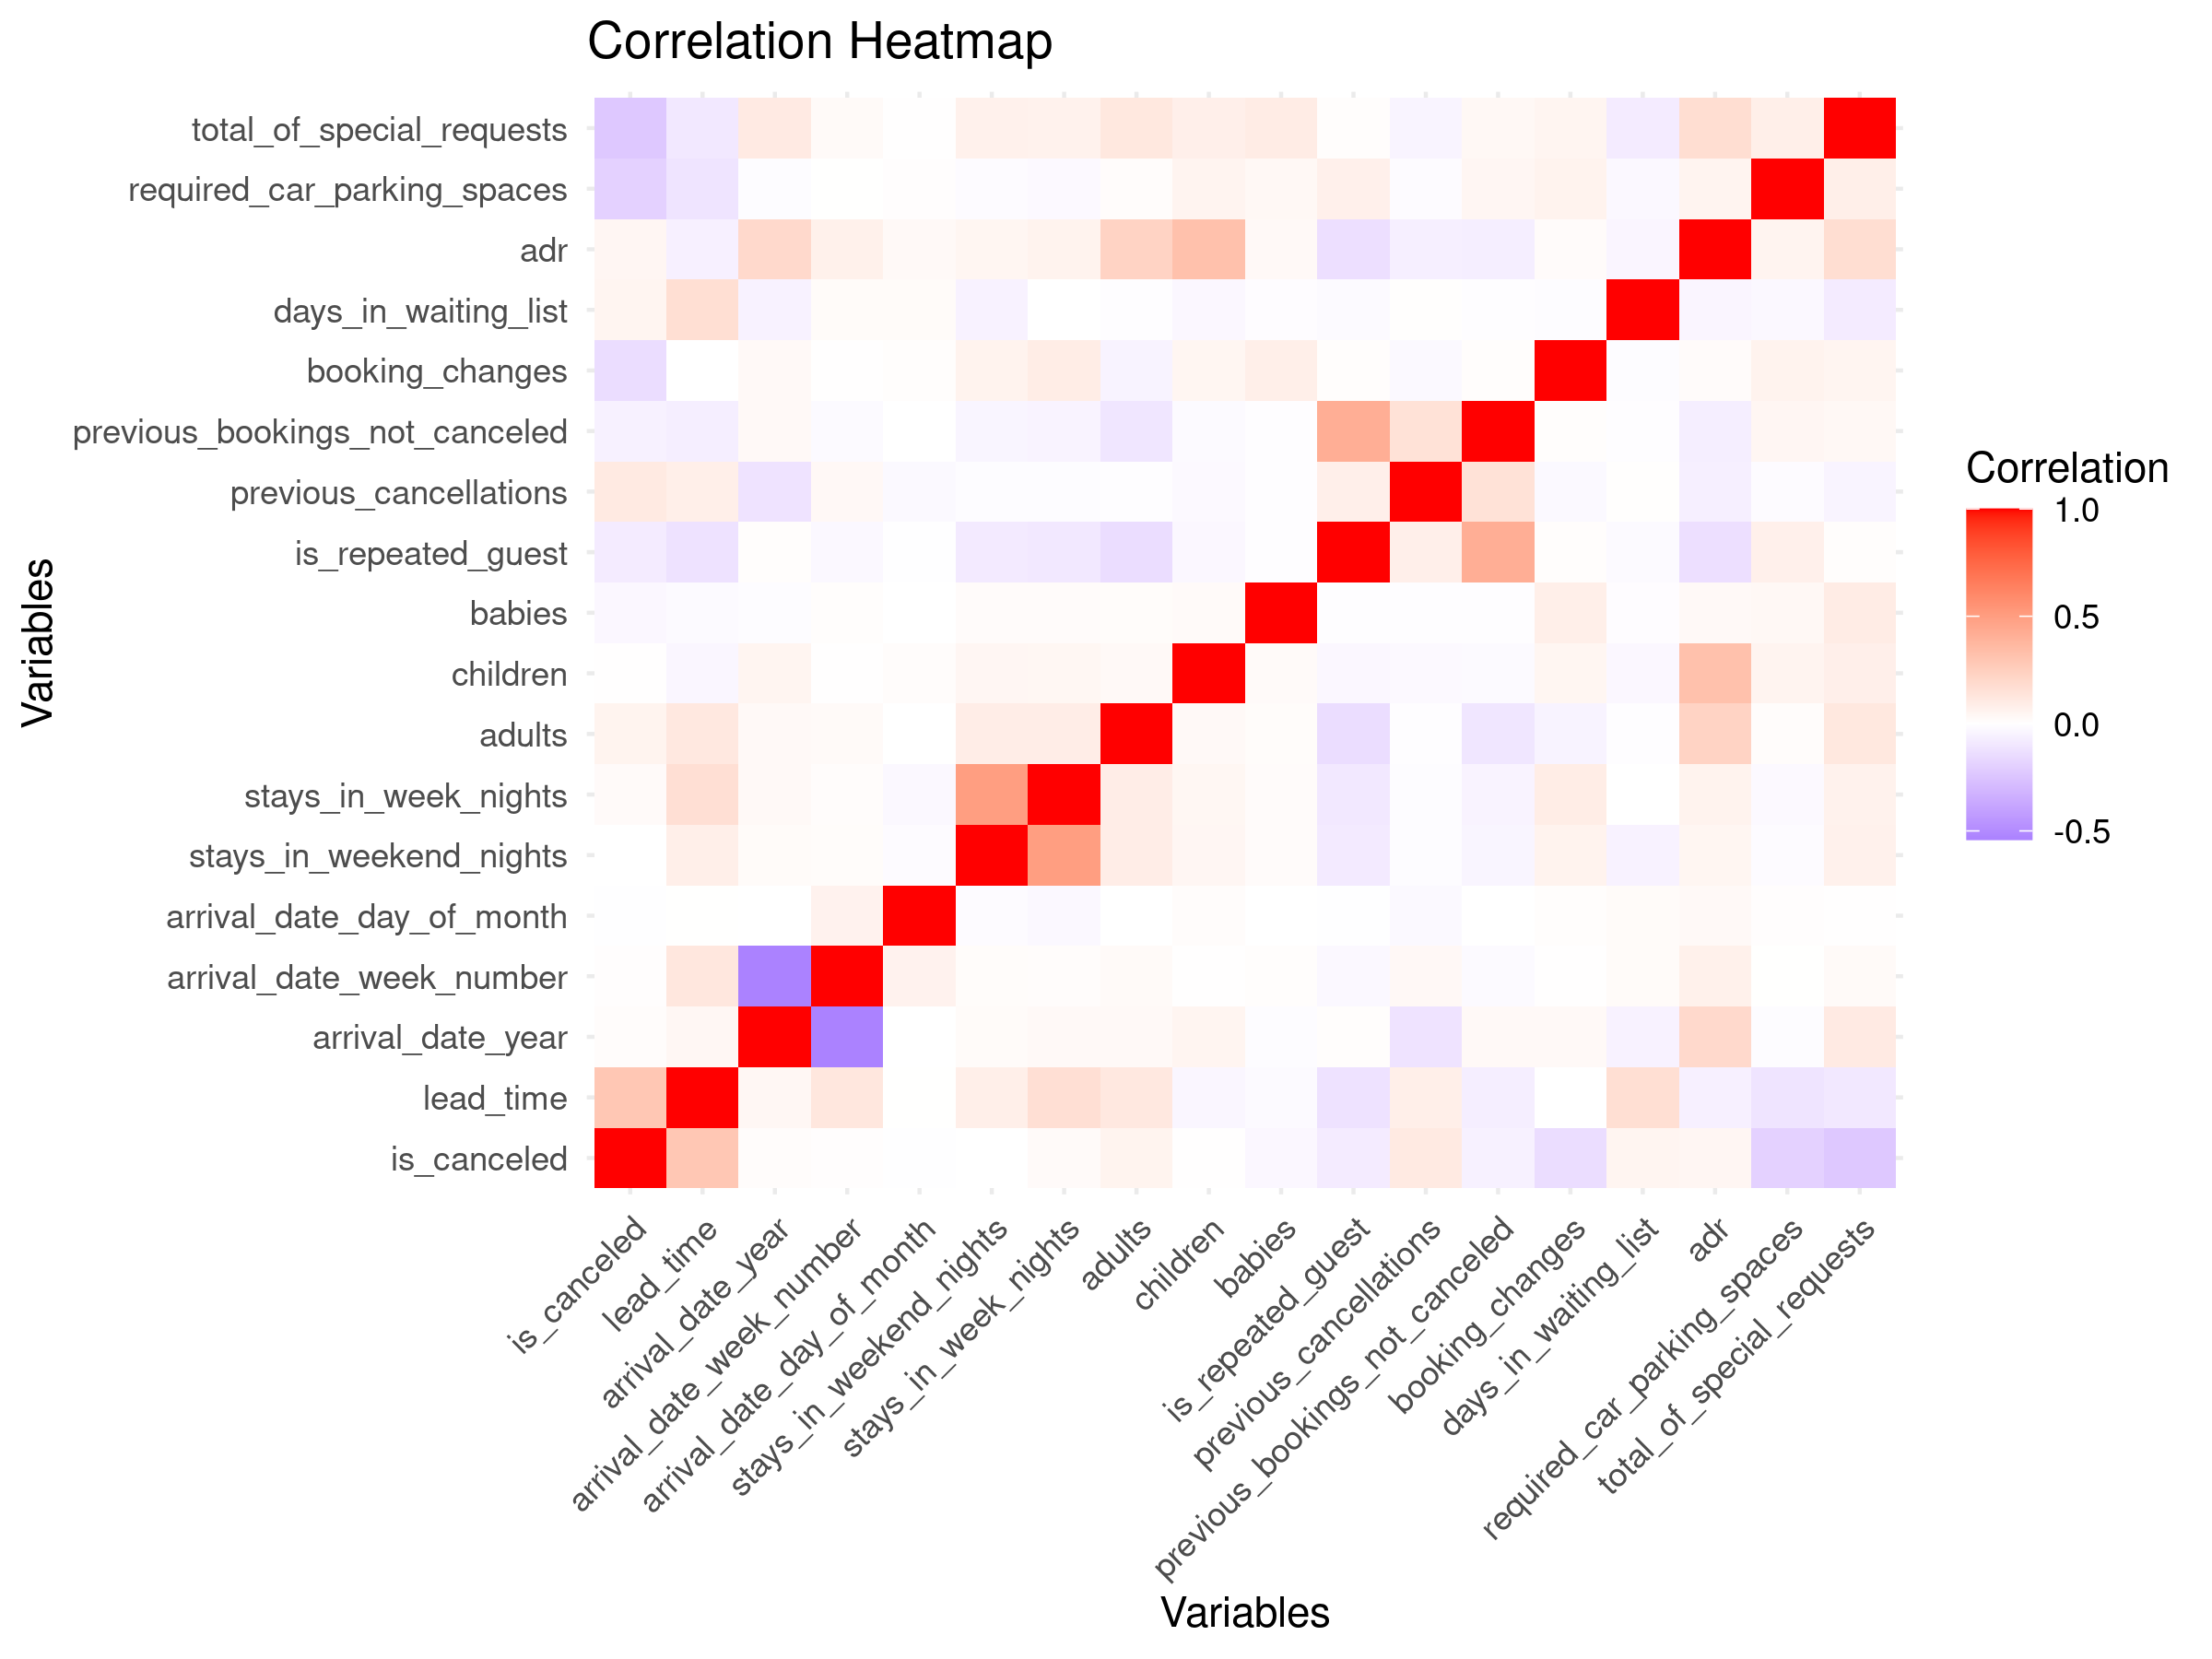 Correlation Heatmap
Variables
total_of_special_requests
required_car_parking_spaces
adr
days_in_waiting_list
booking_changes
previous_bookings_not_canceled
previous_cancellations
is_repeated_guest
babies
children
adults
stays_in_week_nights
stays_in_weekend_nights
arrival_date_day_of_month
arrival_date_week_number
arrival_date_year
lead_time
is_canceled
is_canceled
lead_time
arrival_date_year
arrival_date_week_number
arrival_date_day_of_month
stays_in_weekend_nights
stays_in_week_nights
adults
children
babies
is_repeated_guest
previous_cancellations
previous_bookings_not_canceled
booking_changes
days_in_waiting_list
adr
required_car_parking_spaces
total_of_special_requests
Variables
Correlation
1.0
0.5
0.0
-0.5